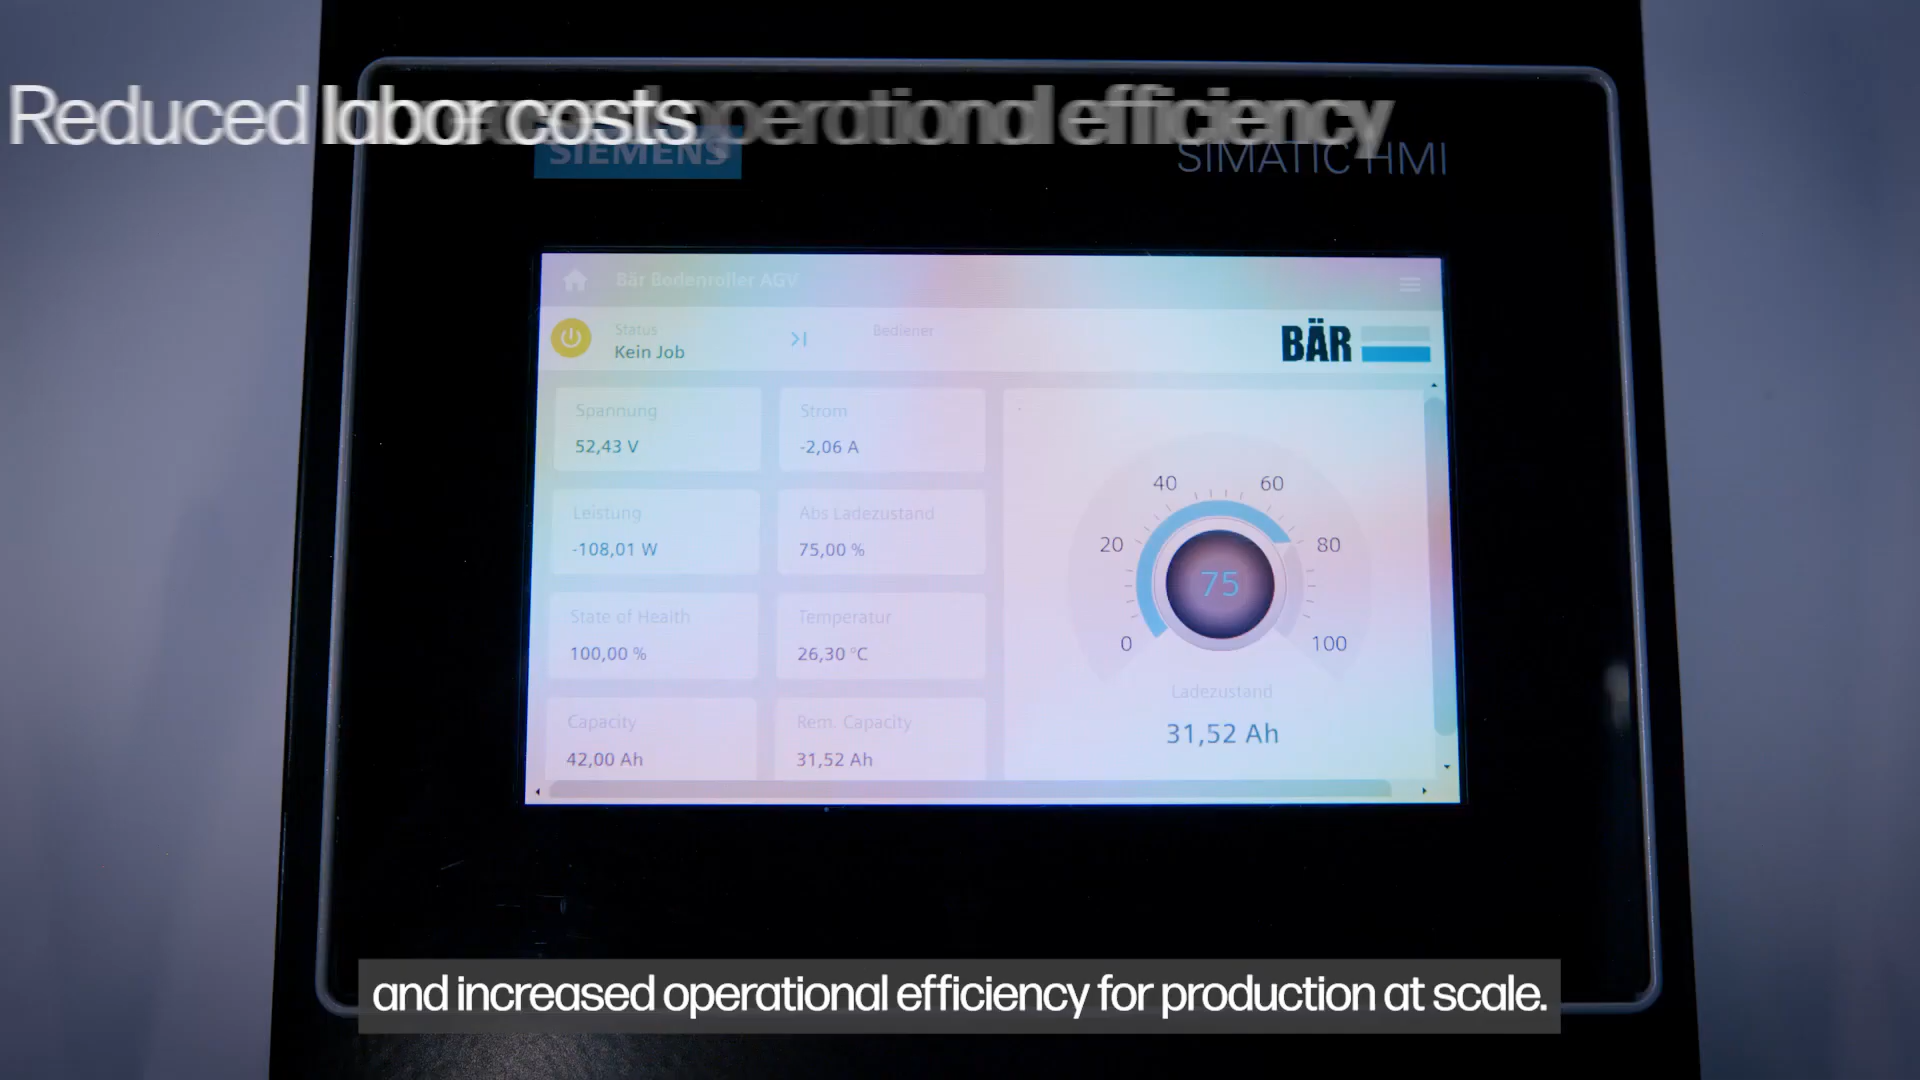 Reduced labor costs operational efficiency
SIEMENS
SIMATIC HMI
Bär Bodenroller AGV
Status
Kein Job
Bediener
BÄR
Spannung
52,43 V
Strom
-2,06 A
Leistung
-108,01 W
Abs Ladezustand
75,00 %
State of Health
100,00 %
Temperatur
26,30 °C
Capacity
42,00 Ah
Rem. Capacity
31,52 Ah
40
60
20
80
75
0
100
Ladezustand
31,52 Ah
and increased operational efficiency for production at scale.